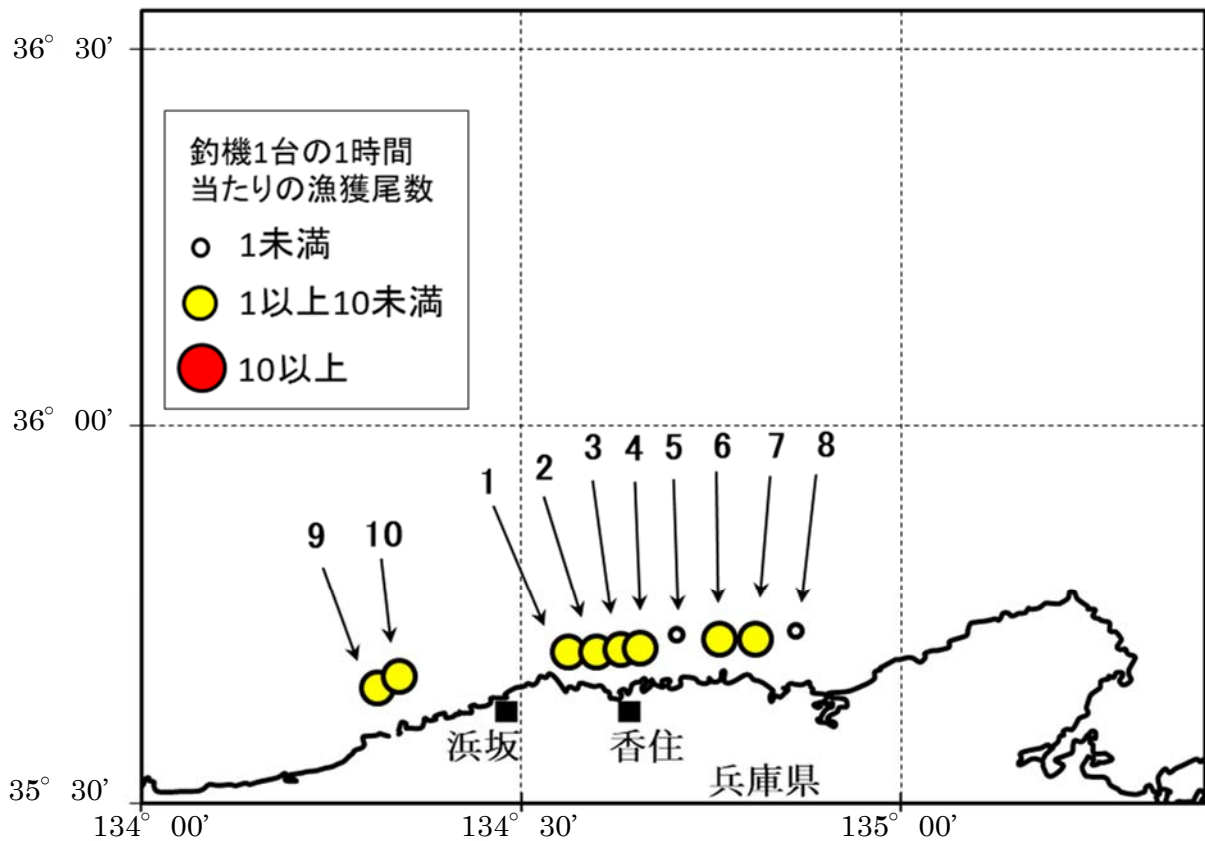 36° 30'
釣機1台の1時間
当たりの漁獲尾数
1未満
1以上10未満
10以上
36° 00'
1 2 3 4 5 6 7 8
9 10
浜坂 香住
兵庫県
35° 30'
134° 00' 134° 30' 135° 00'